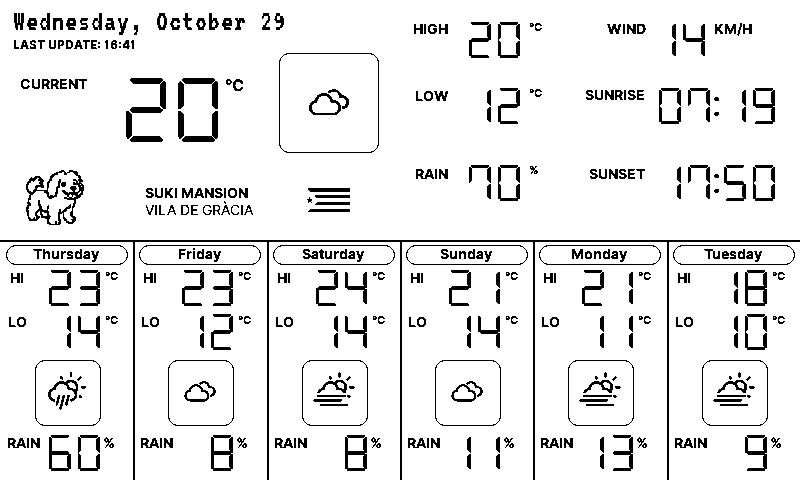 Wednesday, October 29
LAST UPDATE: 16:41
CURRENT 20 °C
HIGH 20 °C
WIND 14 KM/H
LOW 12 °C
SUNRISE 07:19
RAIN 70 %
SUNSET 17:50
SUKI MANSION
VILA DE GRÀCIA
Thursday
HI 23 °C
LO 14 °C
RAIN 60 %
Friday
HI 23 °C
LO 12 °C
RAIN 8 %
Saturday
HI 24 °C
LO 14 °C
RAIN 8 %
Sunday
HI 21 °C
LO 14 °C
RAIN 11 %
Monday
HI 21 °C
LO 11 °C
RAIN 13 %
Tuesday
HI 18 °C
LO 10 °C
RAIN 9 %